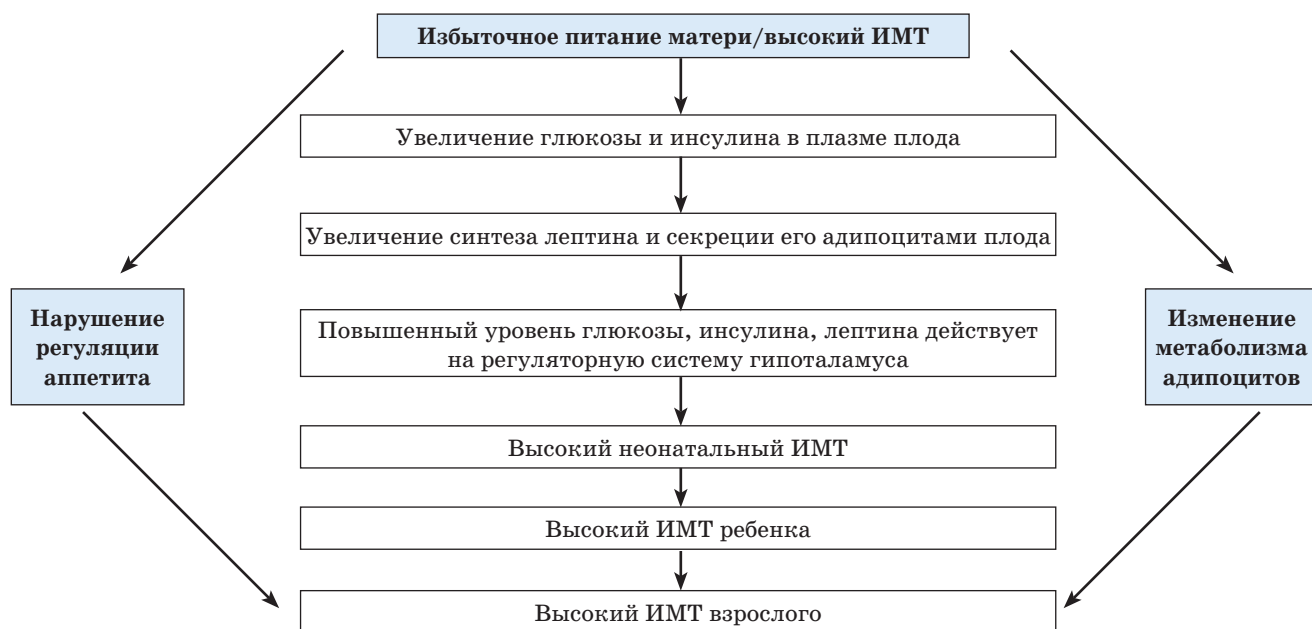 Избыточное питание матери/высокий ИМТ
Увеличение глюкозы и инсулина в плазме плода
Увеличение синтеза лептина и секреции его адипоцитами плода
Нарушение
регуляции
аппетита
Повышенный уровень глюкозы, инсулина, лептина действует
на регуляторную систему гипоталамуса
Изменение
метаболизма
адипоцитов
Высокий неонатальный ИМТ
Высокий ИМТ ребенка
Высокий ИМТ взрослого